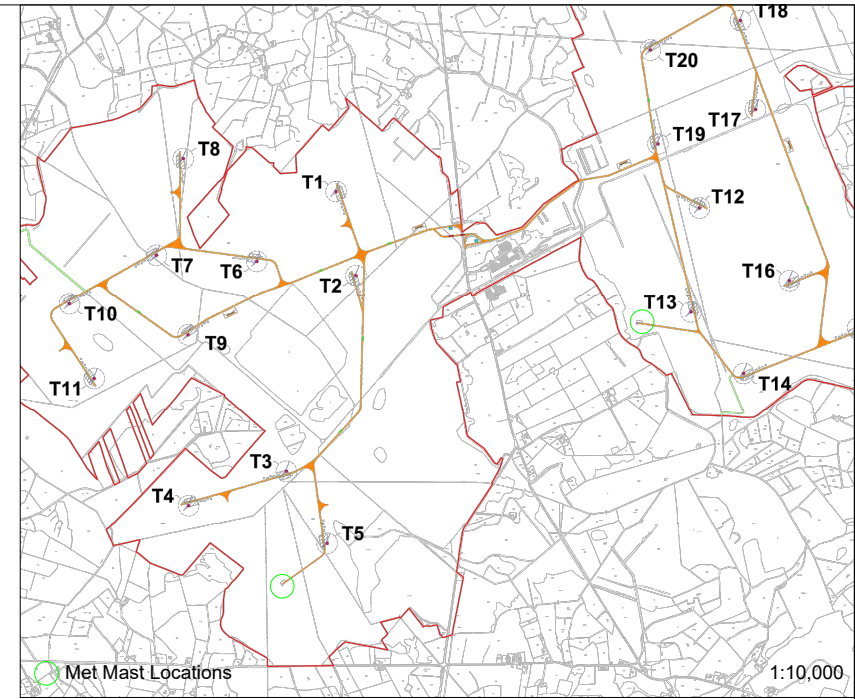 T18
T20
T17
T19
T8
T1
T12
T7
T6
T2
T16
T10
T13
T9
T14
T11
T3
T4
T5
Met Mast Locations
1:10,000